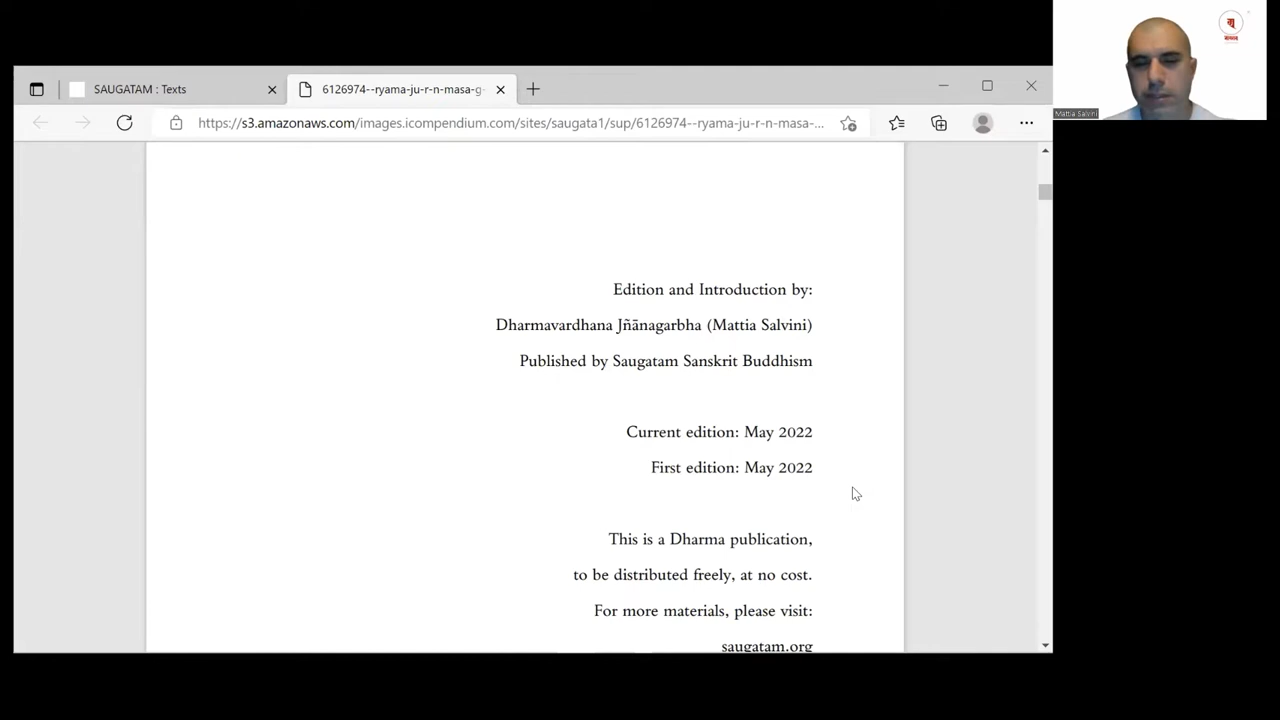 SAUGATAM : Texts
6126974--ryama-ju-r-n-masa-g-
https://s3.amazonaws.com/images.icompendium.com/sites/saugata1/sup/6126974--ryama-ju-r-n-masa-...
Mattia Salvini
Edition and Introduction by:
Dharmavardhana Jñānagarbha (Mattia Salvini)
Published by Saugatam Sanskrit Buddhism
Current edition: May 2022
First edition: May 2022
This is a Dharma publication,
to be distributed freely, at no cost.
For more materials, please visit:
saugatam.org